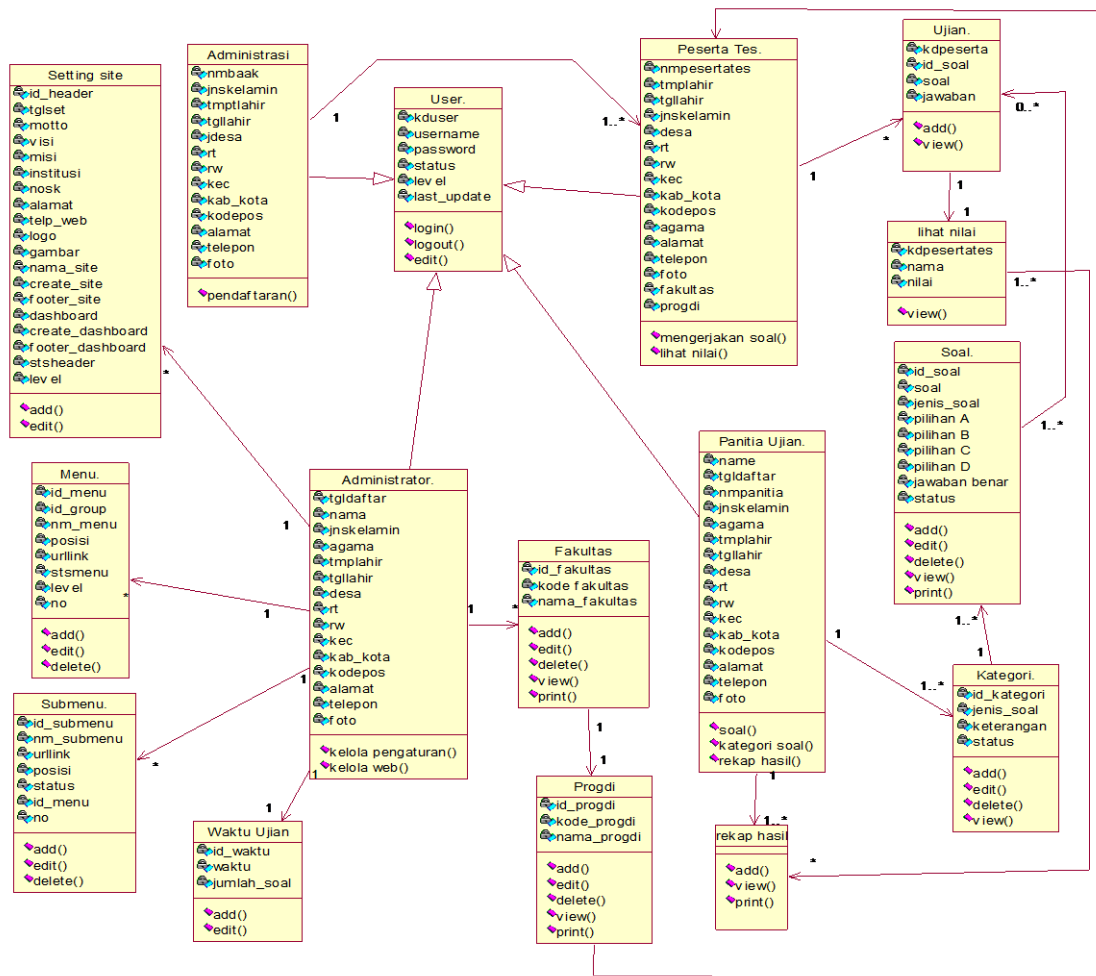 Setting site
id_header
tglset
motto
visi
misi
institusi
nosk
alamat
telp_web
logo
gambar
nama_site
create_site
footer_site
dashboard
create_dashboard
footer_dashboard
stsheader
level
add()
edit()
*
Administrasi
nmbaak
jnskelamin
tmptlahir
tgllahir
jdesa
rt
rw
kec
kab_kota
kodepos
alamat
telepon
foto
pendaftaran()
1
1..*
User.
kduser
username
password
status
level
last_update
login()
logout()
edit()
Peserta Tes.
nmpesertates
tmplahir
tgllahir
jnskelamin
desa
rt
rw
kec
kab_kota
kodepos
agama
alamat
telepon
foto
fakultas
progdi
mengerjakan soal()
lihat nilai()
1
*
Ujian.
kdpeserta
id_soal
soal
jawaban
add()
view()
0..*
1
1
lihat nilai
kdpesertates
nama
nilai
view()
1..*
Soal.
id_soal
soal
jenis_soal
pilihan A
pilihan B
pilihan C
pilihan D
jawaban benar
status
add()
edit()
delete()
view()
print()
1..*
1..*
1
Menu.
id_menu
id_group
nm_menu
posisi
urllink
stsmenu
level
no
add()
edit()
delete()
*
Administrator.
tgldaftar
nama
jnskelamin
agama
tmplahir
tgllahir
desa
rt
rw
kec
kab_kota
kodepos
alamat
telepon
foto
kelola pengaturan()
kelola web()
1
1
1
1
1
Fakultas
id_fakultas
kode fakultas
nama_fakultas
add()
edit()
delete()
view()
print()
*
1
1
Panitia Ujian.
name
tgldaftar
nmpanitia
jnskelamin
agama
tmplahir
tgllahir
desa
rt
rw
kec
kab_kota
kodepos
alamat
telepon
foto
soal()
kategori soal()
rekap hasil()
1
1..*
1
1..*
Kategori.
id_kategori
jenis_soal
keterangan
status
add()
edit()
delete()
view()
Submenu.
id_submenu
nm_submenu
urllink
posisi
status
id_menu
no
add()
edit()
delete()
*
Waktu Ujian
id_waktu
waktu
jumlah_soal
add()
edit()
1
Progdi
id_progdi
kode_progdi
nama_progdi
add()
edit()
delete()
view()
print()
rekap hasil
add()
view()
print()
*